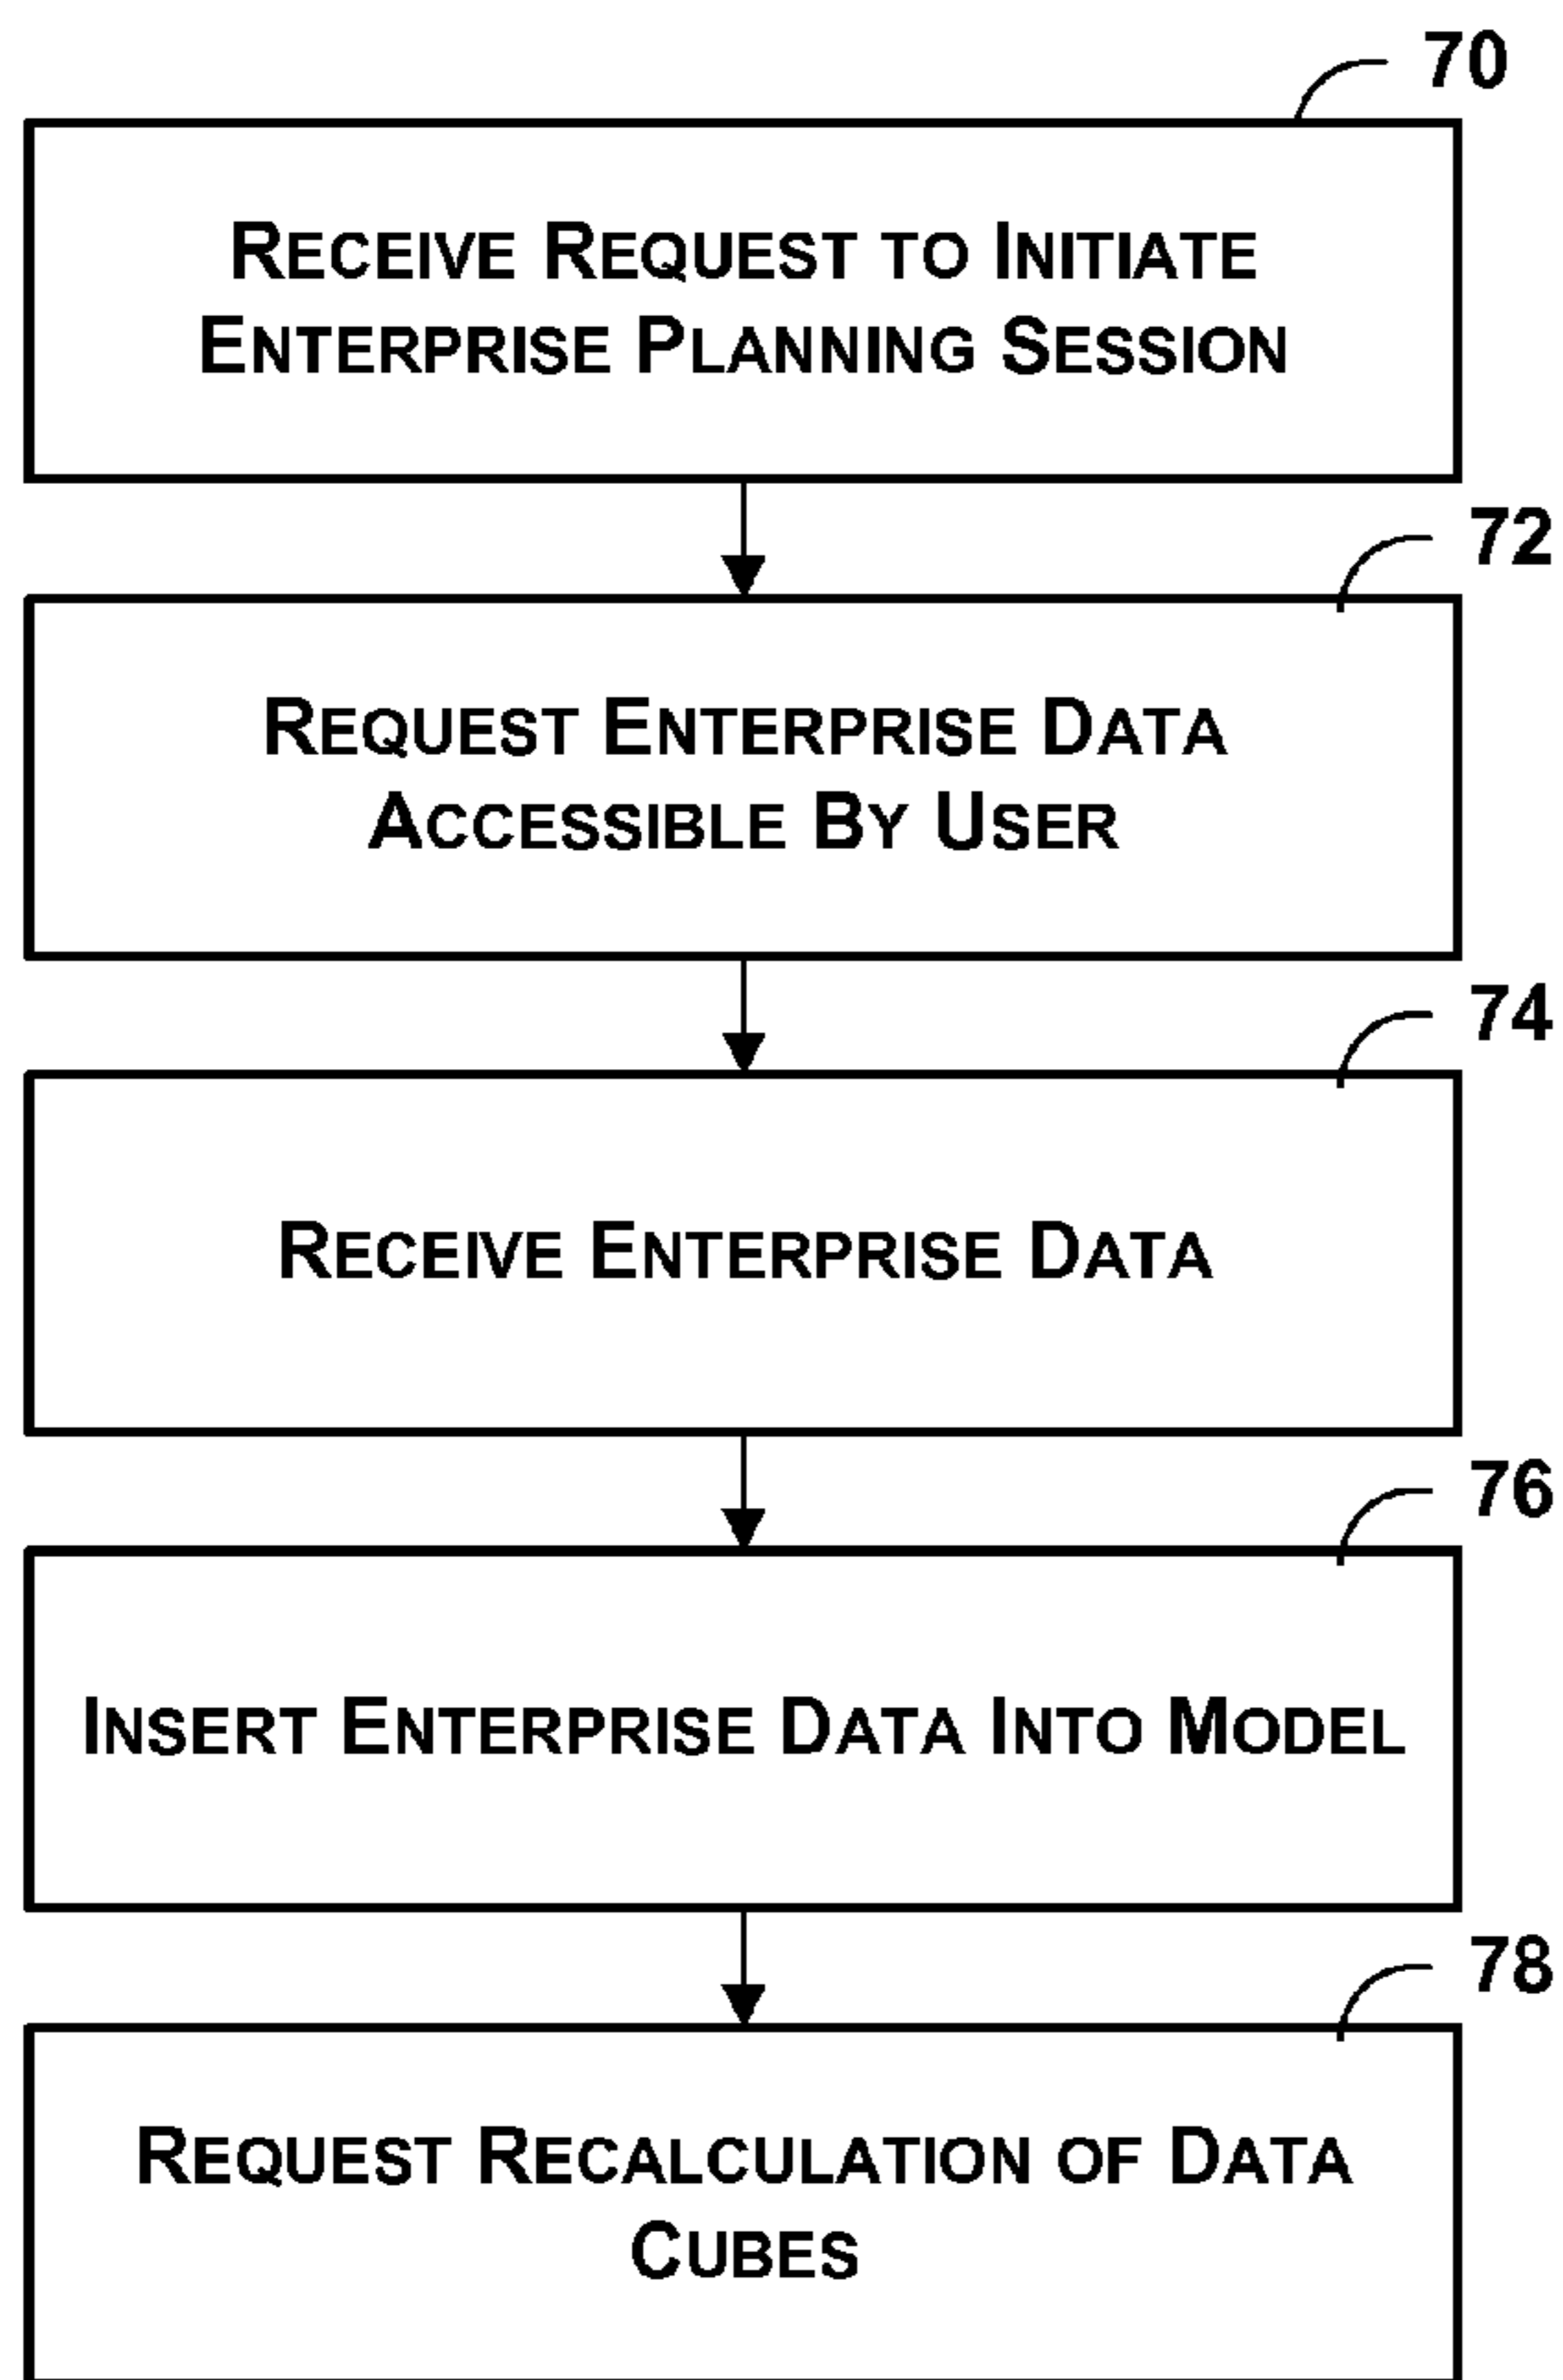 70
RECEIVE REQUEST TO INITIATE
ENTERPRISE PLANNING SESSION
72
REQUEST ENTERPRISE DATA
ACCESSIBLE BY USER
74
RECEIVE ENTERPRISE DATA
76
INSERT ENTERPRISE DATA INTO MODEL
78
REQUEST RECALCULATION OF DATA
CUBES